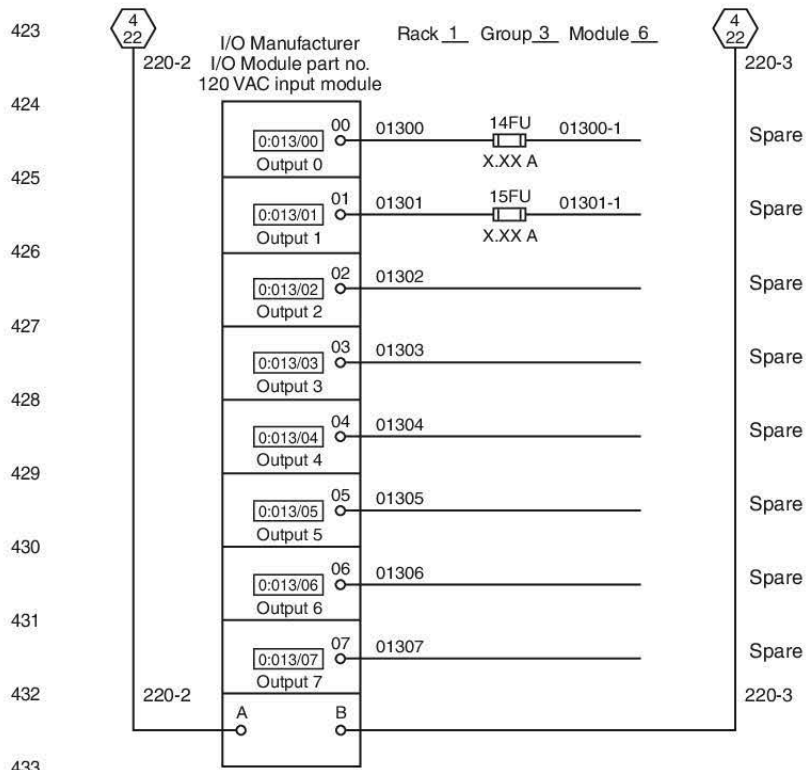 423
4
22
Rack 1 Group 3 Module 6
4
22
I/O Manufacturer
220-2
I/O Module part no.
220-3
120 VAC input module
424
00
01300
14FU
01300-1
Spare
0:013/00
Output 0
X.XX A
425
01
01301
15FU
01301-1
Spare
0:013/01
Output 1
X.XX A
426
02
01302
Spare
0:013/02
Output 2
427
03
01303
Spare
0:013/03
Output 3
428
04
01304
Spare
0:013/04
Output 4
429
05
01305
Spare
0:013/05
Output 5
430
06
01306
Spare
0:013/06
Output 6
431
07
01307
Spare
0:013/07
Output 7
432
220-2
220-3
A
B
433